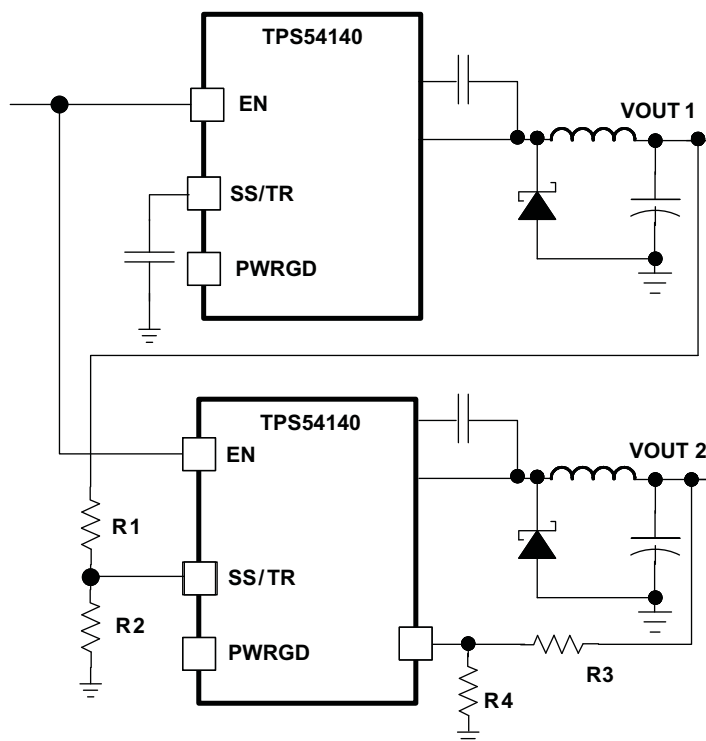 TPS54140
EN
VOUT 1
SS/TR
PWRGD
TPS54140
EN
VOUT 2
R1
SS/TR
R2
PWRGD
R3
R4